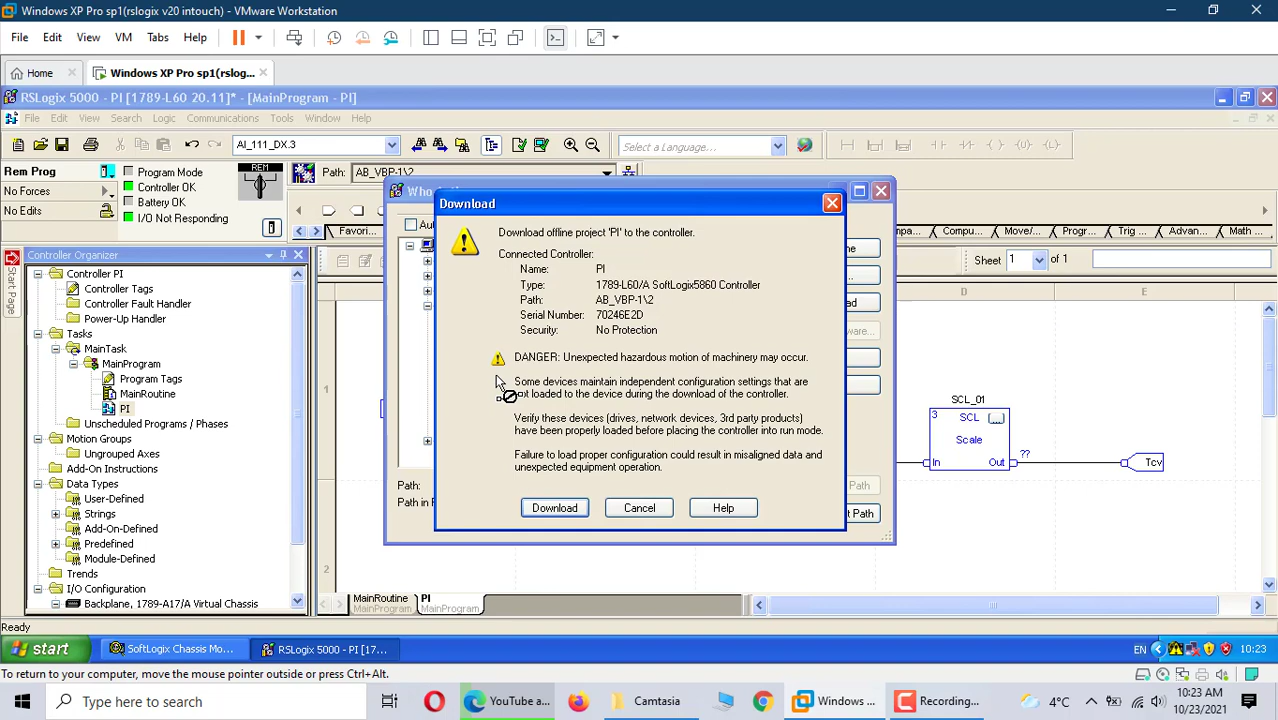 Windows XP Pro sp1(rslogix v20 intouch) - VMware Workstation
File Edit View VM Tabs Help
Home Windows XP Pro sp1(rslog...
RSLogix 5000 - PI [1789-L60 20.11]* - [MainProgram - PI]
File Edit View Search Logic Communications Tools Window Help
AI_111_DX.3 Select a Language...
Rem Prog Program Mode REM Path: AB_VBP-1\2
No Forces Controller OK
No Edits Battery OK
I/O Not Responding
Favori... Compu... Move/... Progr... Trig ... Advan... Math ...
Controller Organizer
Sheet 1 of 1
Start Page
Controller PI
Controller Tags
Controller Fault Handler
Power-Up Handler
Tasks
MainTask
MainProgram
Program Tags
MainRoutine
PI
Unscheduled Programs / Phases
Motion Groups
Ungrouped Axes
Add-On Instructions
Data Types
User-Defined
Strings
Add-On-Defined
Predefined
Module-Defined
Trends
I/O Configuration
Backplane, 1789-A17/A Virtual Chassis
Download
Download offline project 'PI' to the controller.
Connected Controller:
Name: PI
Type: 1789-L60/A SoftLogix5860 Controller
Path: AB_VBP-1\2
Serial Number: 70246E2D
Security: No Protection
DANGER: Unexpected hazardous motion of machinery may occur.
Some devices maintain independent configuration settings that are
ot loaded to the device during the download of the controller.
Verify these devices (drives, network devices, 3rd party products)
have been properly loaded before placing the controller into run mode.
Failure to load proper configuration could result in misaligned data and
unexpected equipment operation.
Download Cancel Help
Path:
Path in
Path
t Path
D E
1
2
SCL_01
3 SCL ...
Scale
In Out
??
Tcv
MainRoutine
MainProgram
PI
MainProgram
Ready
start SoftLogix Chassis Mo... RSLogix 5000 - PI [17... EN 10:23
To return to your computer, move the mouse pointer outside or press Ctrl+Alt.
Type here to search YouTube a... Camtasia Windows ... Recording... 4°C 10:23 AM
10/23/2021